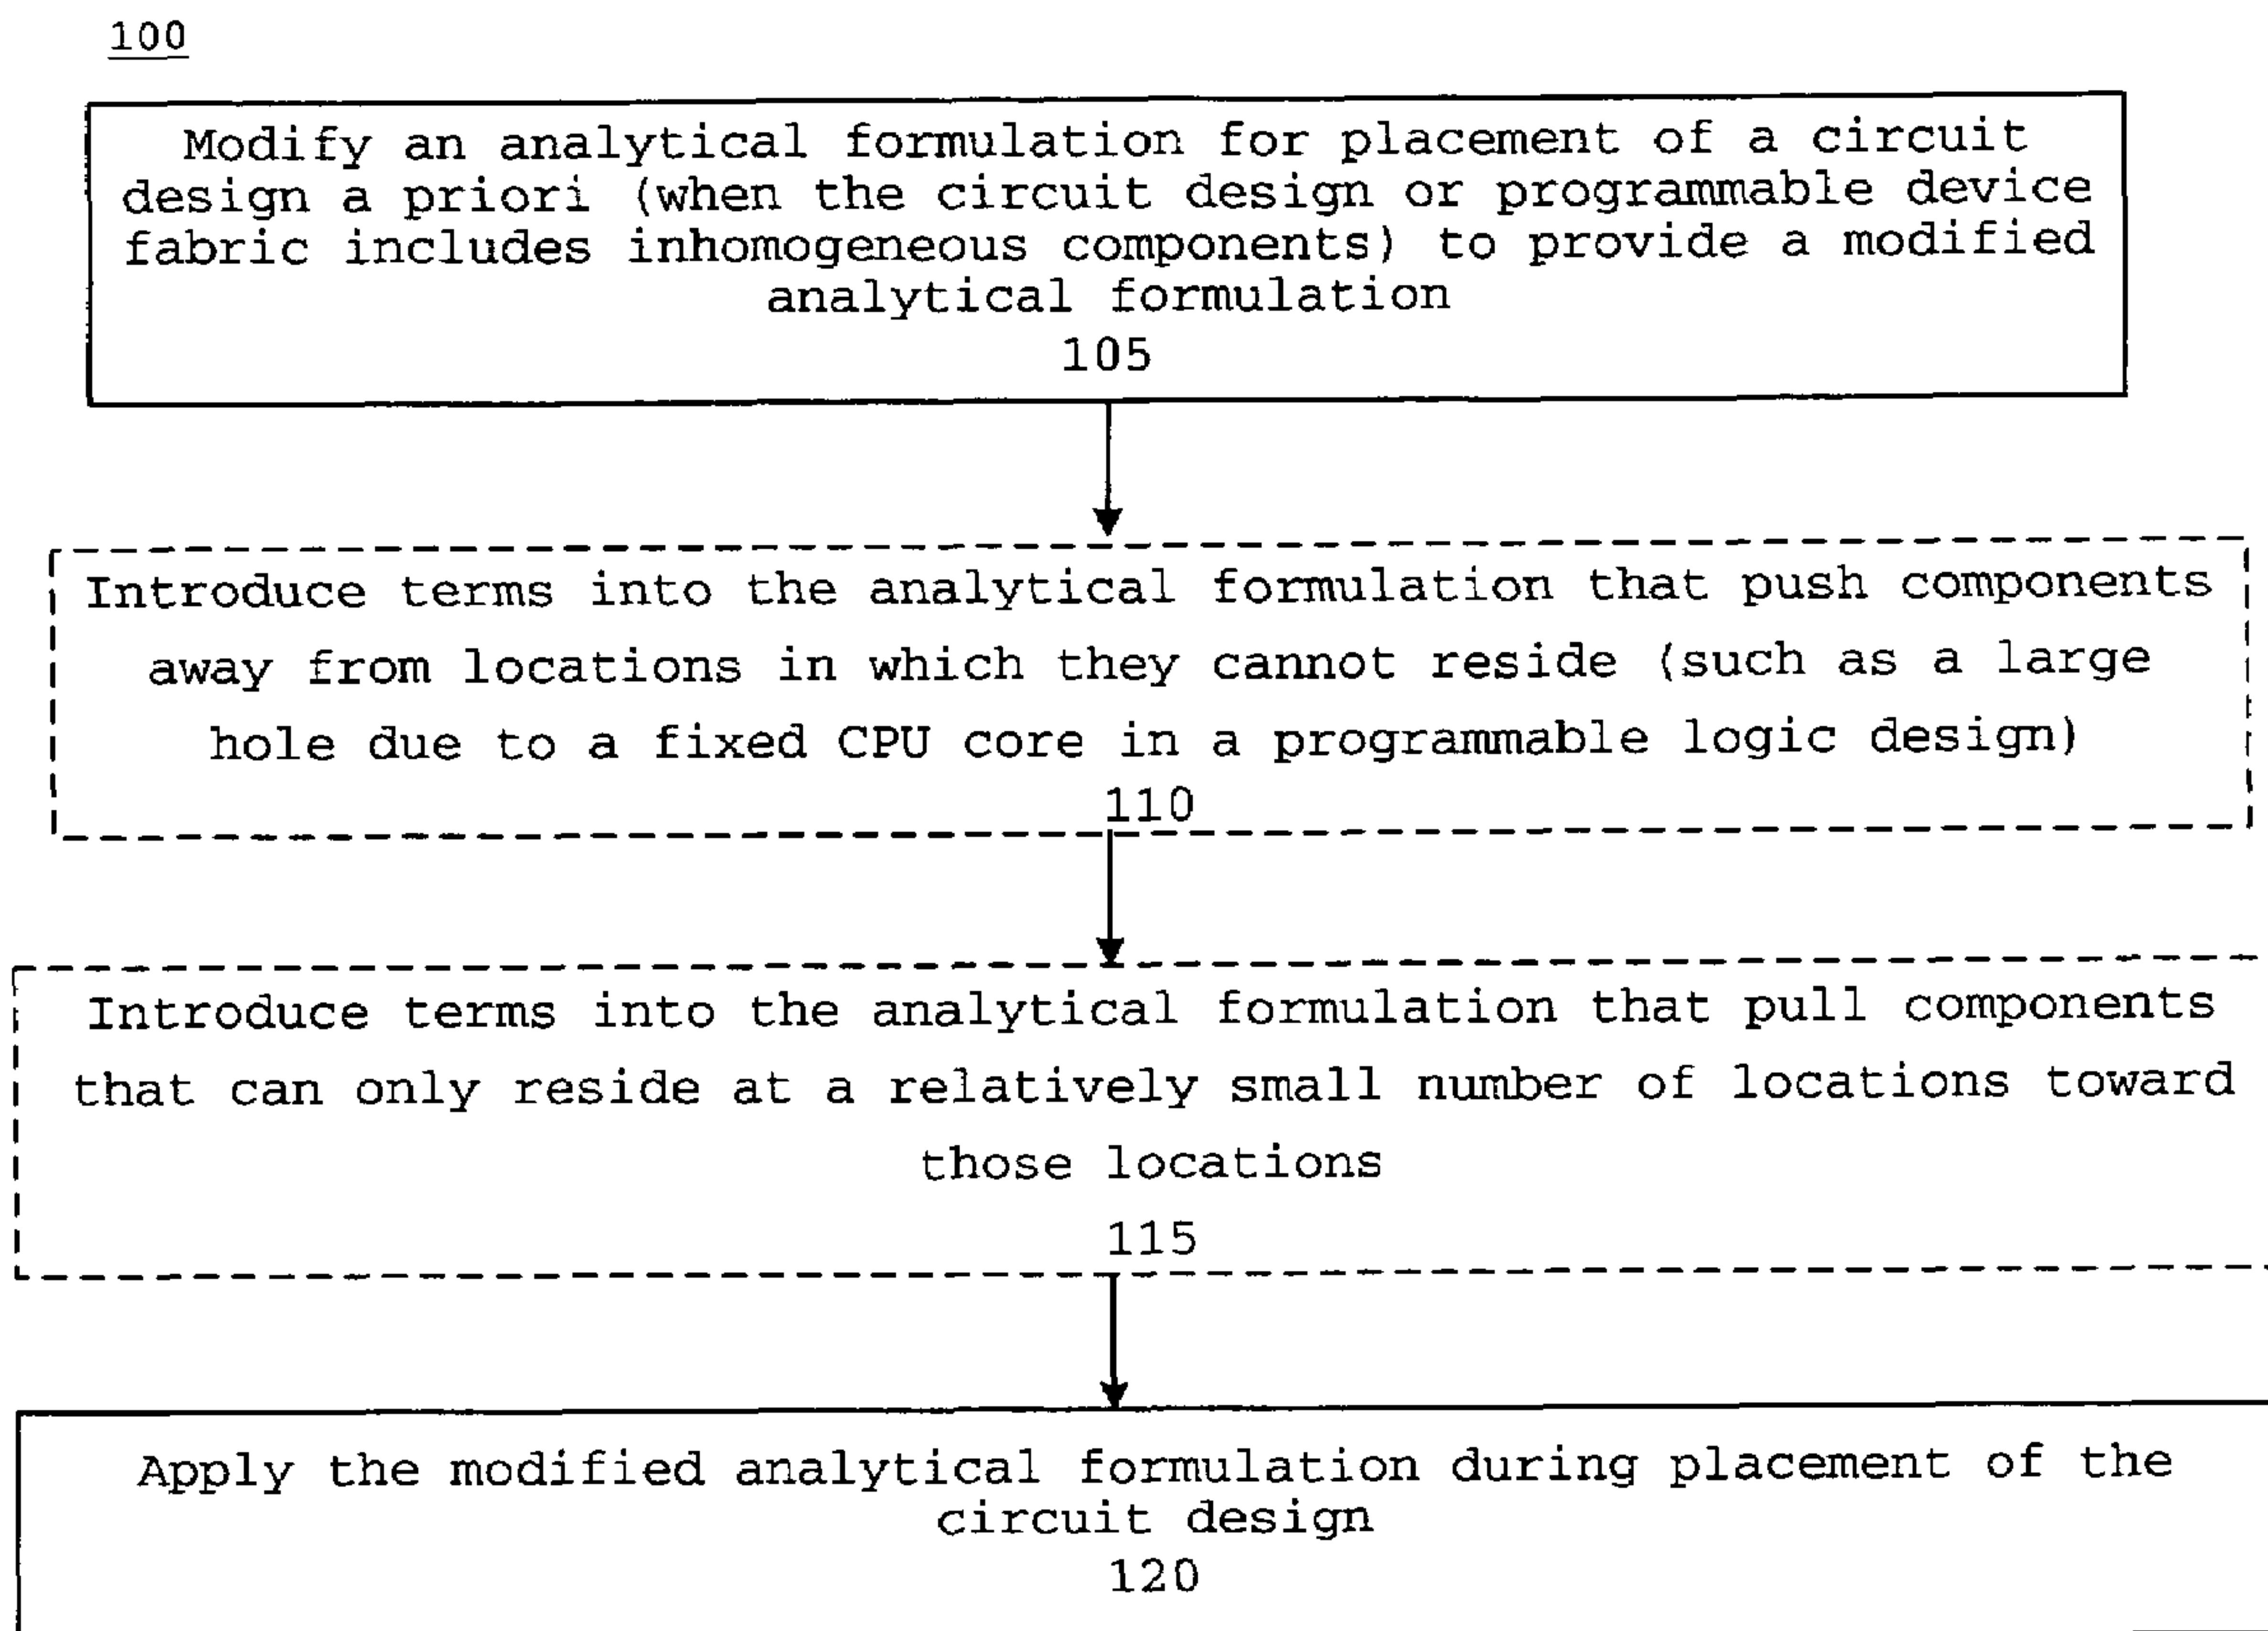 100
Modify an analytical formulation for placement of a circuit
design a priori (when the circuit design or programmable device
fabric includes inhomogeneous components) to provide a modified
analytical formulation
105
Introduce terms into the analytical formulation that push components
away from locations in which they cannot reside (such as a large
hole due to a fixed CPU core in a programmable logic design)
110
Introduce terms into the analytical formulation that pull components
that can only reside at a relatively small number of locations toward
those locations
115
Apply the modified analytical formulation during placement of the
circuit design
120